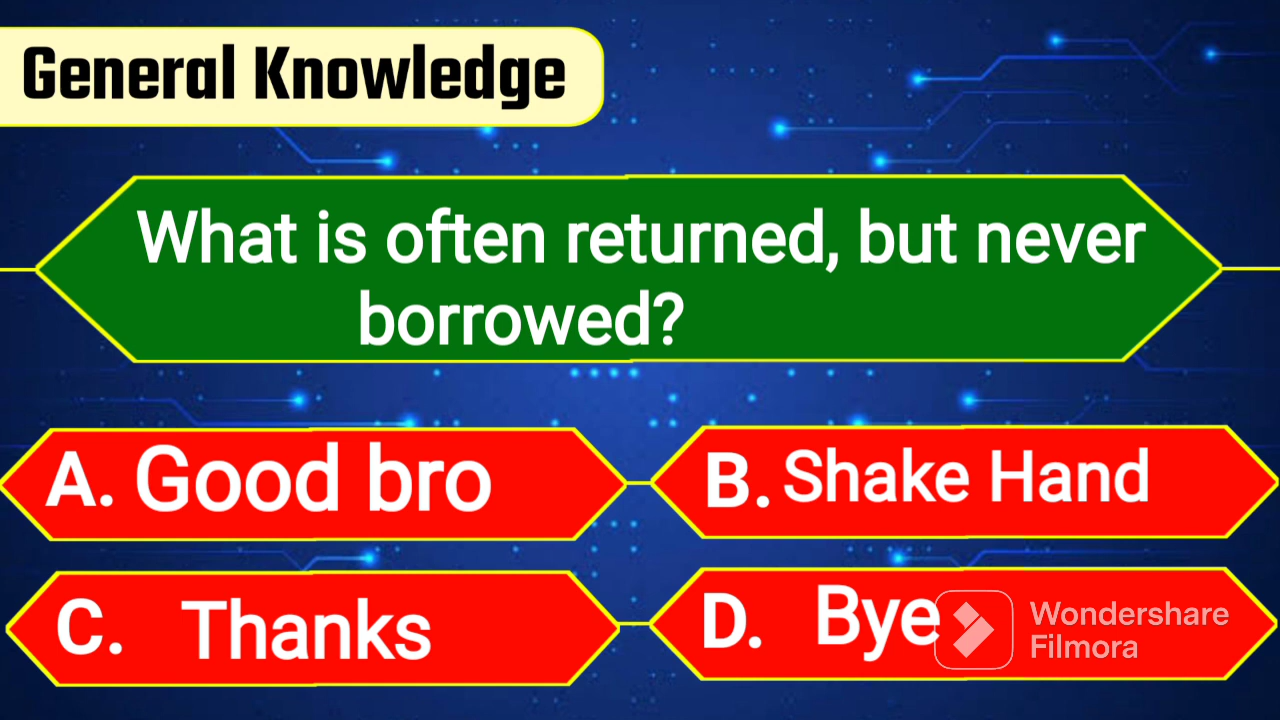 General Knowledge
What is often returned, but never
borrowed?
A. Good bro
B. Shake Hand
C. Thanks
D. Bye
Wondershare
Filmora